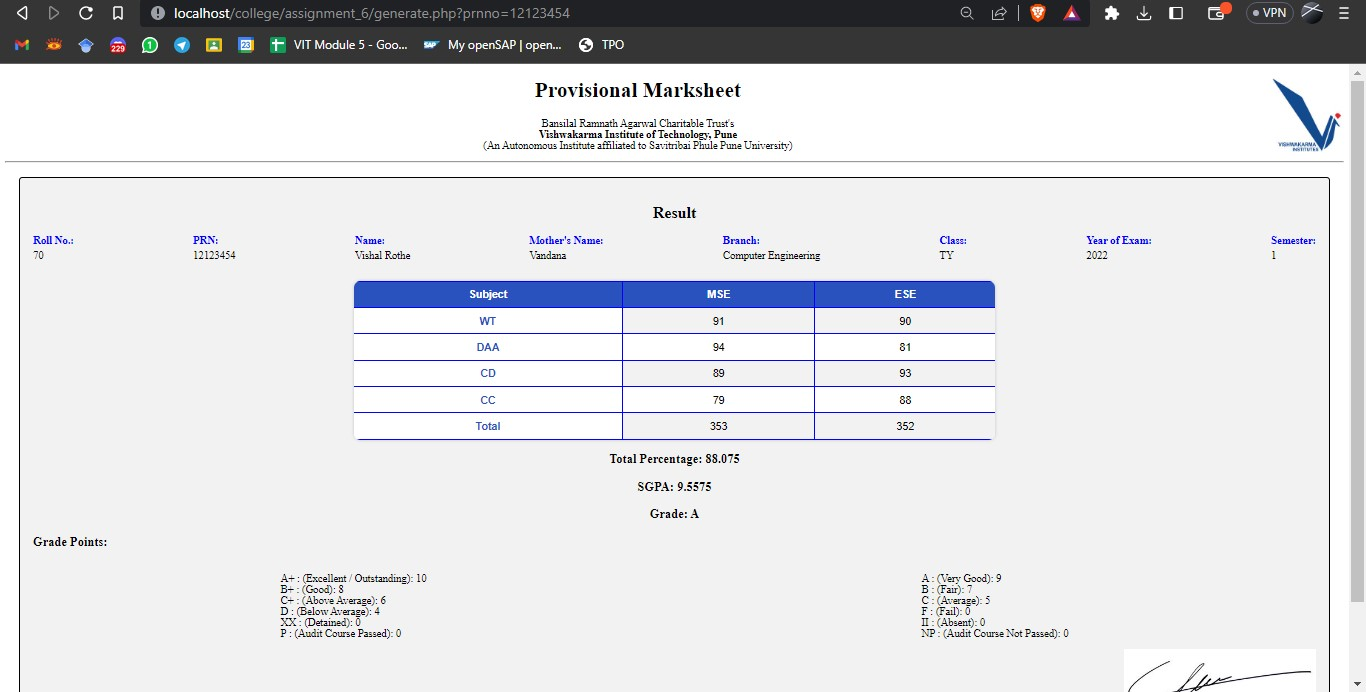 localhost/college/assignment_6/generate.php?prnno=12123454
VPN
229
1
23
VIT Module 5 - Goo...
SAP
My openSAP | open...
TPO
Provisional Marksheet
Bansilal Ramnath Agarwal Charitable Trust's
Vishwakarma Institute of Technology, Pune
(An Autonomous Institute affiliated to Savitribai Phule Pune University)
VISHWAKARMA
INSTITUTES
Result
Roll No.: PRN: Name: Mother's Name: Branch: Class: Year of Exam: Semester:
70 12123454 Vishal Rothe Vandana Computer Engineering TY 2022 1
Subject MSE ESE
WT 91 90
DAA 94 81
CD 89 93
CC 79 88
Total 353 352
Total Percentage: 88.075
SGPA: 9.5575
Grade: A
Grade Points:
A+ : (Excellent / Outstanding): 10
B+ : (Good): 8
C+ : (Above Average): 6
D : (Below Average): 4
XX : (Detained): 0
P : (Audit Course Passed): 0
A : (Very Good): 9
B : (Fair): 7
C : (Average): 5
F : (Fail): 0
II : (Absent): 0
NP : (Audit Course Not Passed): 0